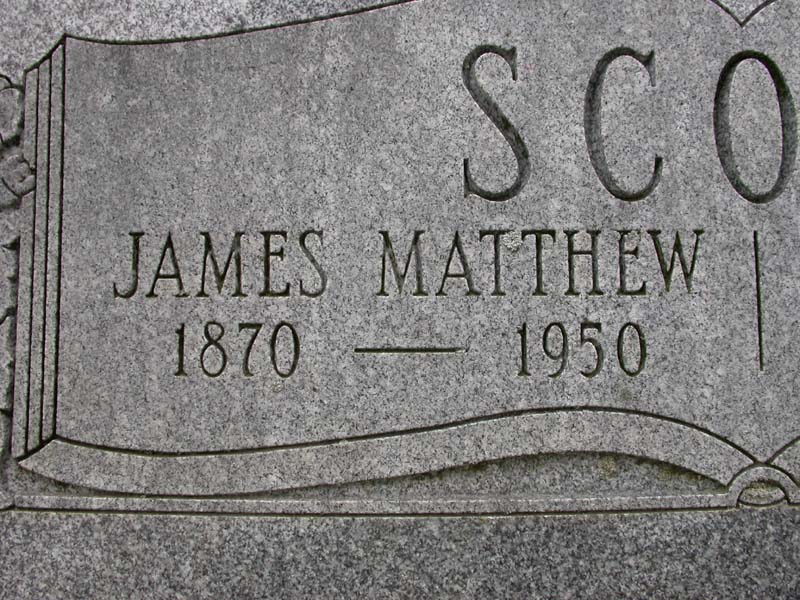 SCO
JAMES MATTHEW
1870 — 1950